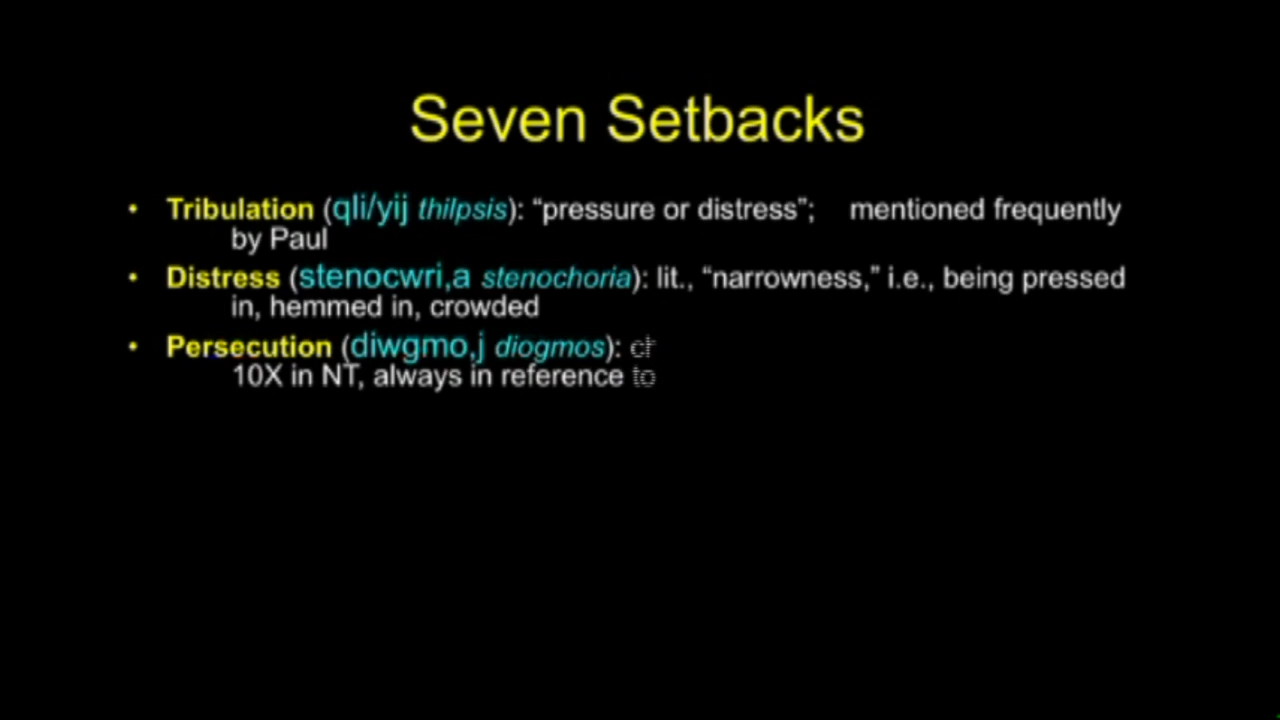 Seven Setbacks
• Tribulation (qli/yij thilpsis): “pressure or distress”; mentioned frequently
by Paul
• Distress (stenocwri,a stenochoria): lit., “narrowness,” i.e., being pressed
in, hemmed in, crowded
• Persecution (diwgmo,j diogmos):
10X in NT, always in reference to